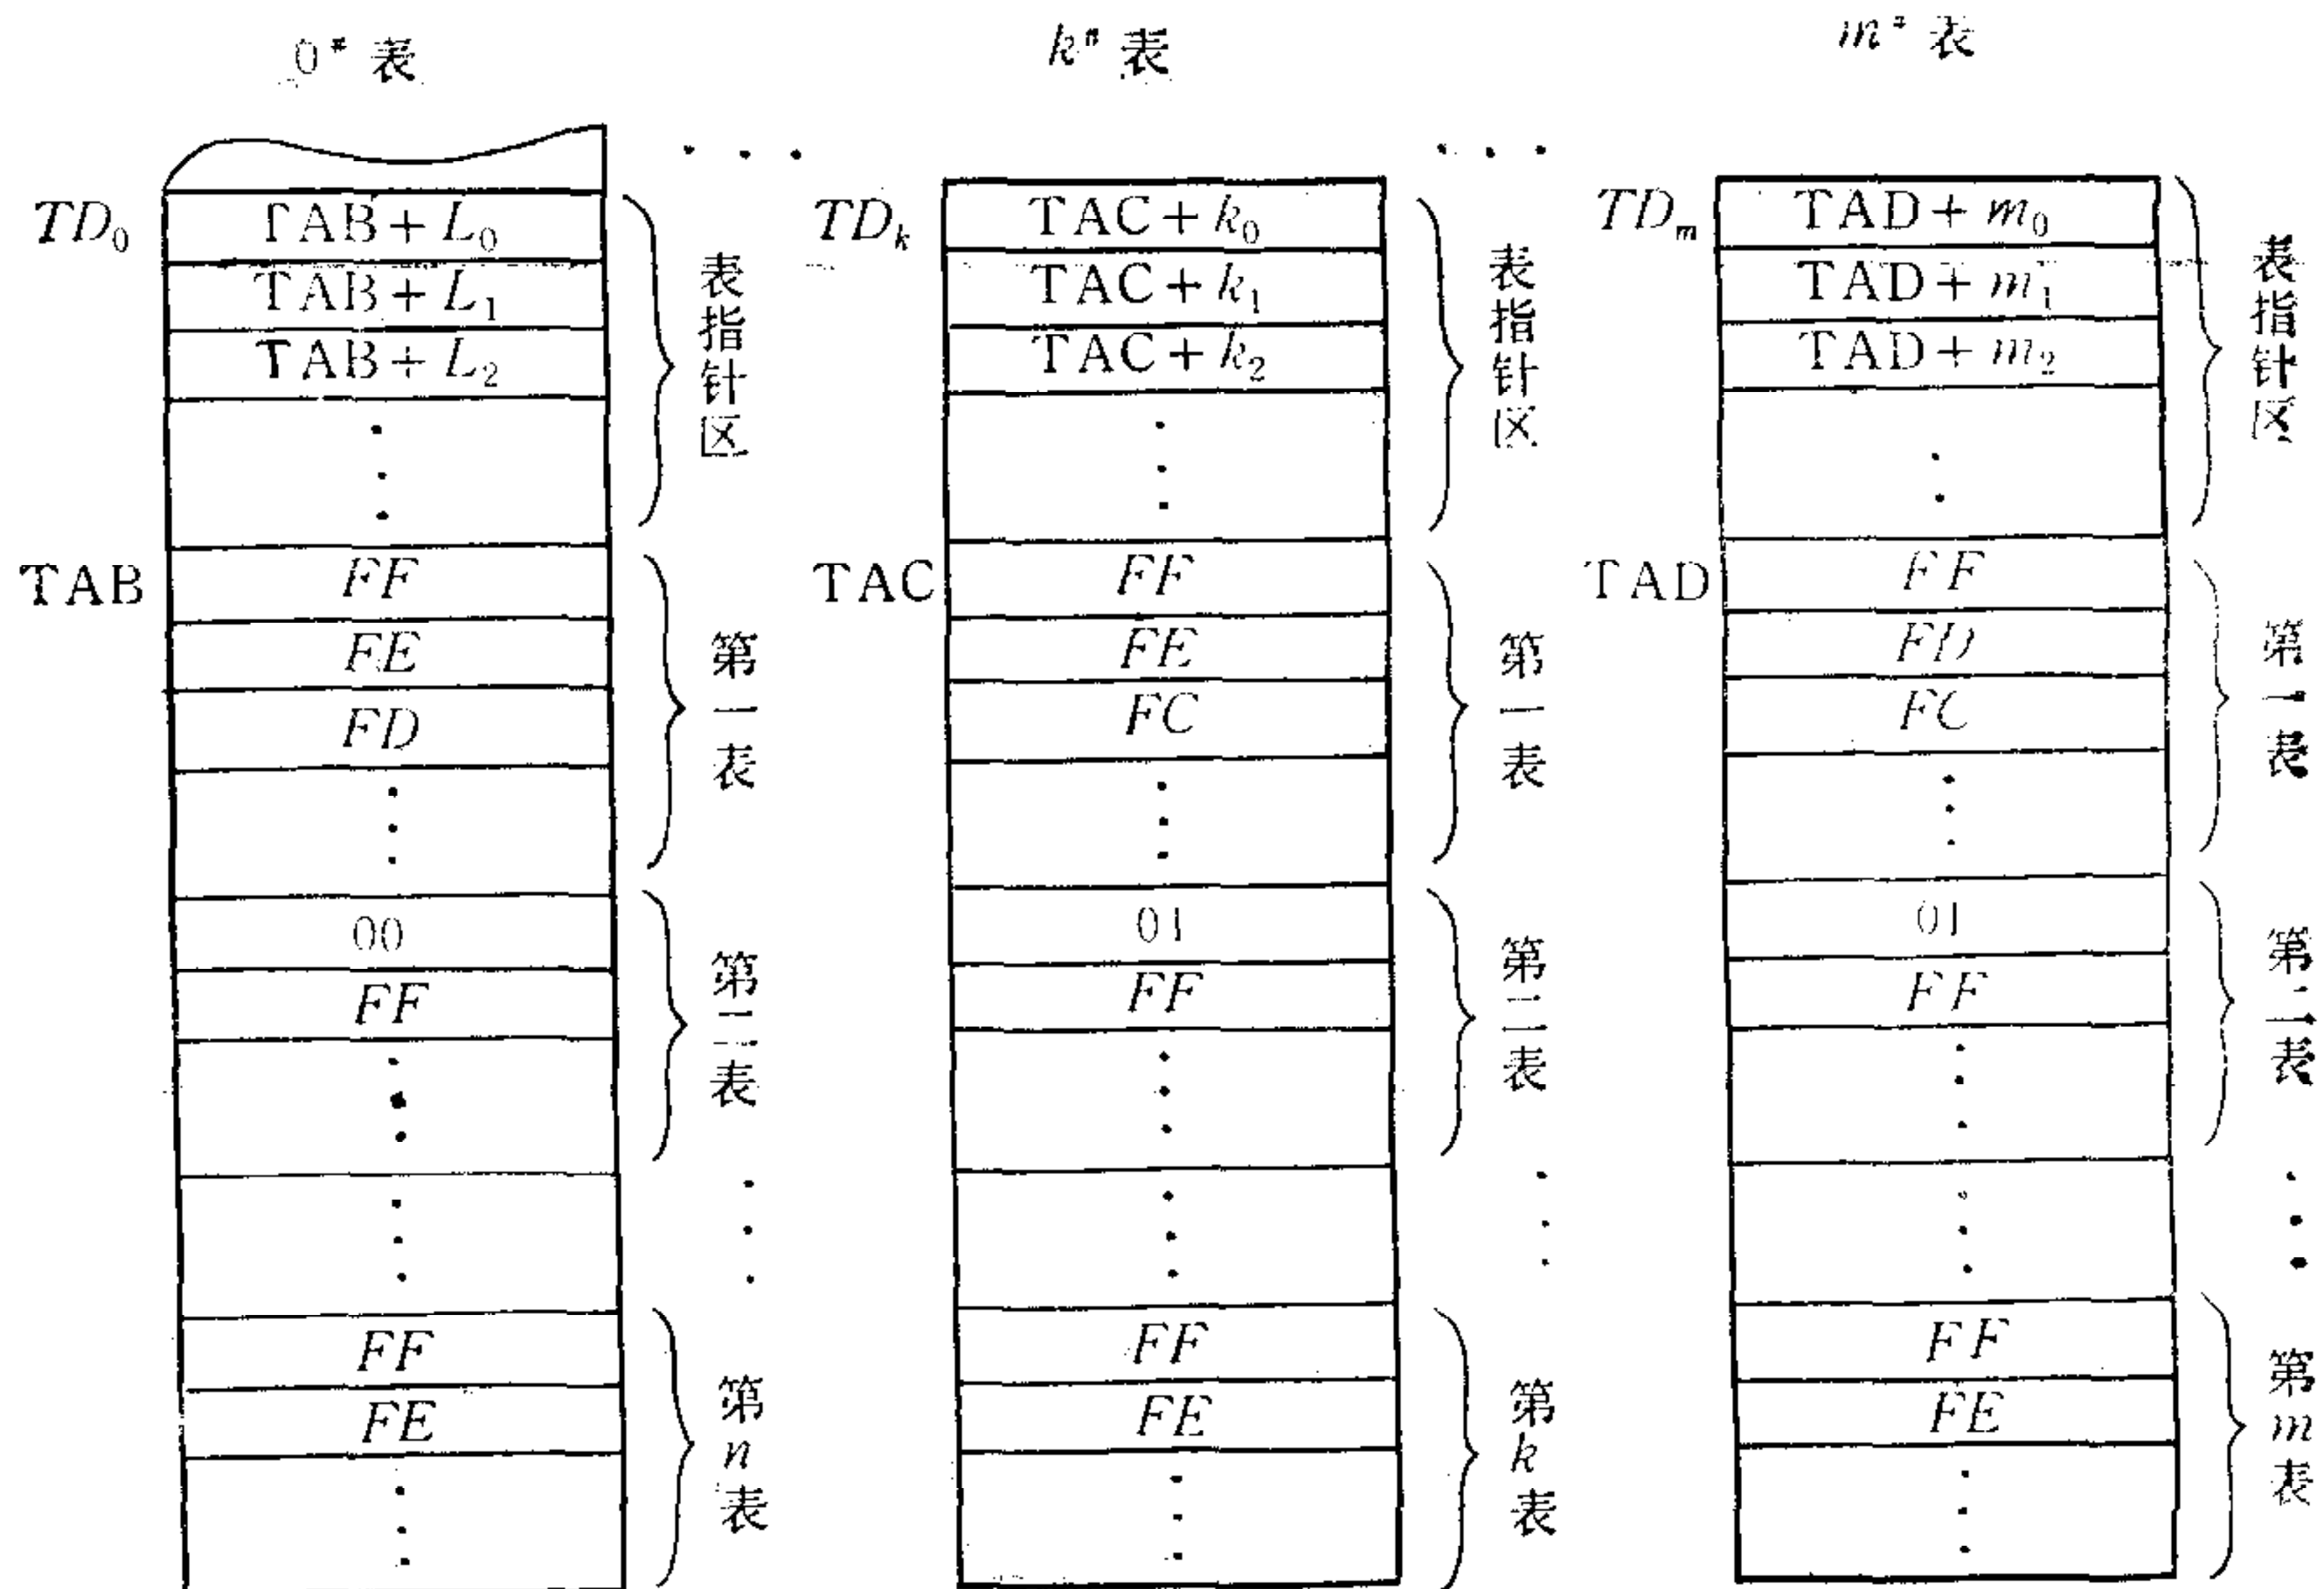 0# 表
k# 表
m# 表
TD₀
TAB + L₀
TAB + L₁
TAB + L₂
表指针区
TAB
FF
FE
FD
第一表
00
FF
第二表
FF
FE
第n表
TDₖ
TAC + k₀
TAC + k₁
TAC + k₂
表指针区
TAC
FF
FE
FC
第一表
01
FF
第二表
FF
FE
第k表
TDₘ
TAD + m₀
TAD + m₁
TAD + m₂
表指针区
TAD
FF
FD
FC
第一表
01
FF
第二表
FF
FE
第m表